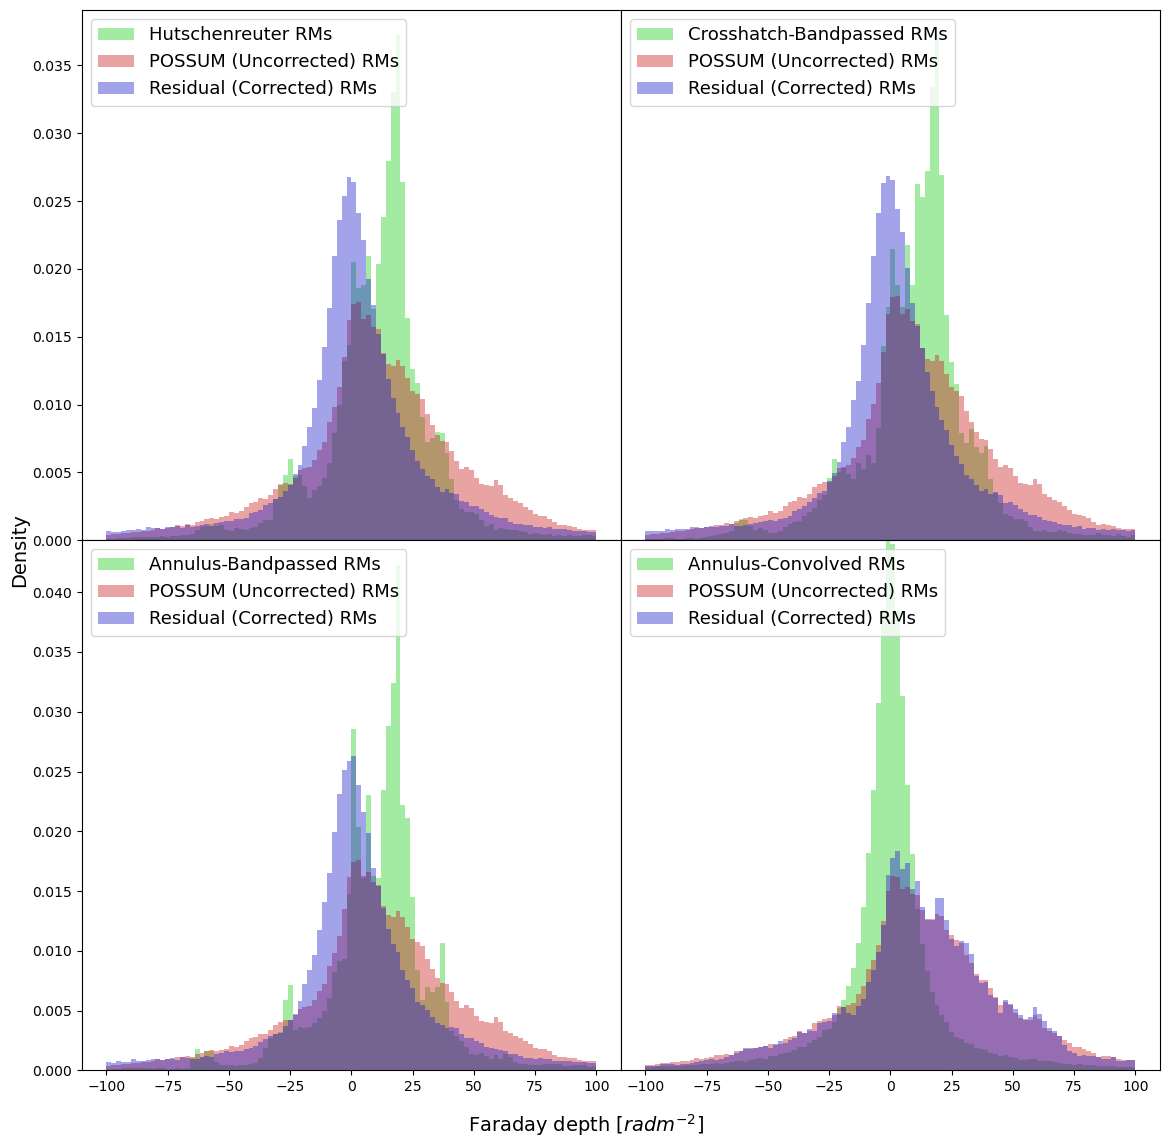 Hutschenreuter RMs
POSSUM (Uncorrected) RMs
Residual (Corrected) RMs
Crosshatch-Bandpassed RMs
POSSUM (Uncorrected) RMs
Residual (Corrected) RMs
0.035
0.030
0.025
0.020
0.015
0.010
0.005
0.000
Annulus-Bandpassed RMs
POSSUM (Uncorrected) RMs
Residual (Corrected) RMs
Annulus-Convolved RMs
POSSUM (Uncorrected) RMs
Residual (Corrected) RMs
0.040
0.035
0.030
0.025
0.020
0.015
0.010
0.005
0.000
−100 −75 −50 −25 0 25 50 75 100
−100 −75 −50 −25 0 25 50 75 100
Density
Faraday depth [radm⁻²]